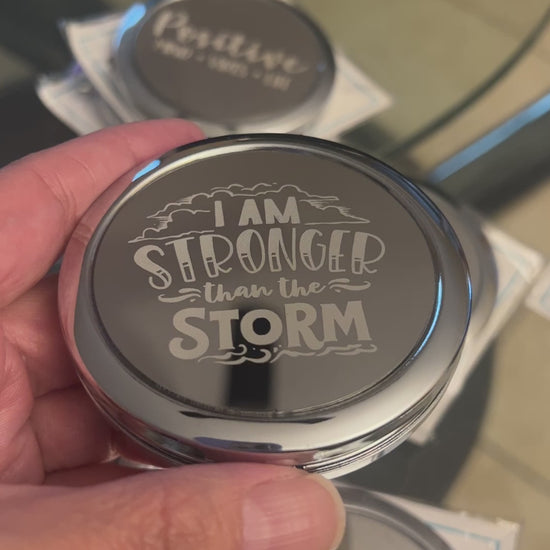 Positive
I AM
STRONGER
than the
STORM